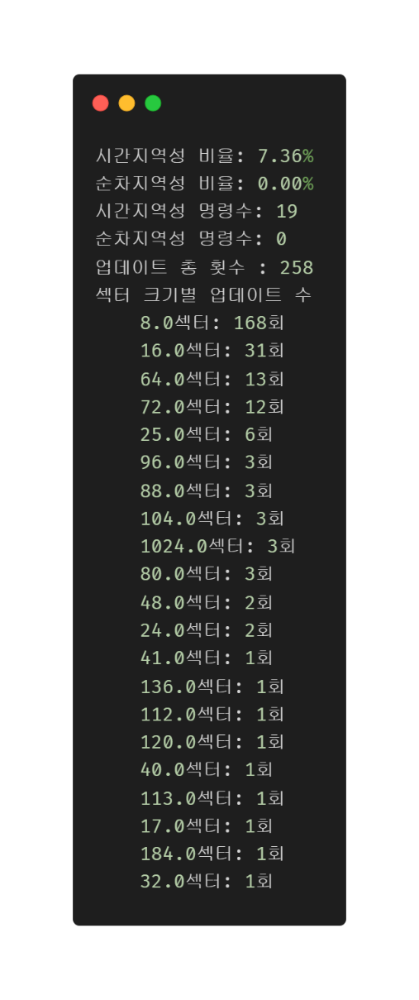 시간지역성 비율: 7.36%
순차지역성 비율: 0.00%
시간지역성 명령수: 19
순차지역성 명령수: 0
업데이트 총 횟수 : 258
섹터 크기별 업데이트 수
8.0섹터: 168회
16.0섹터: 31회
64.0섹터: 13회
72.0섹터: 12회
25.0섹터: 6회
96.0섹터: 3회
88.0섹터: 3회
104.0섹터: 3회
1024.0섹터: 3회
80.0섹터: 3회
48.0섹터: 2회
24.0섹터: 2회
41.0섹터: 1회
136.0섹터: 1회
112.0섹터: 1회
120.0섹터: 1회
40.0섹터: 1회
113.0섹터: 1회
17.0섹터: 1회
184.0섹터: 1회
32.0섹터: 1회